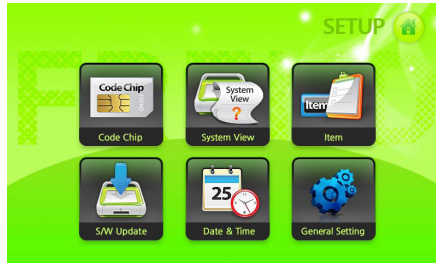 SETUP
Code Chip
System
View
?
Item
Code Chip
System View
Item
25
S/W Update
Date & Time
General Setting